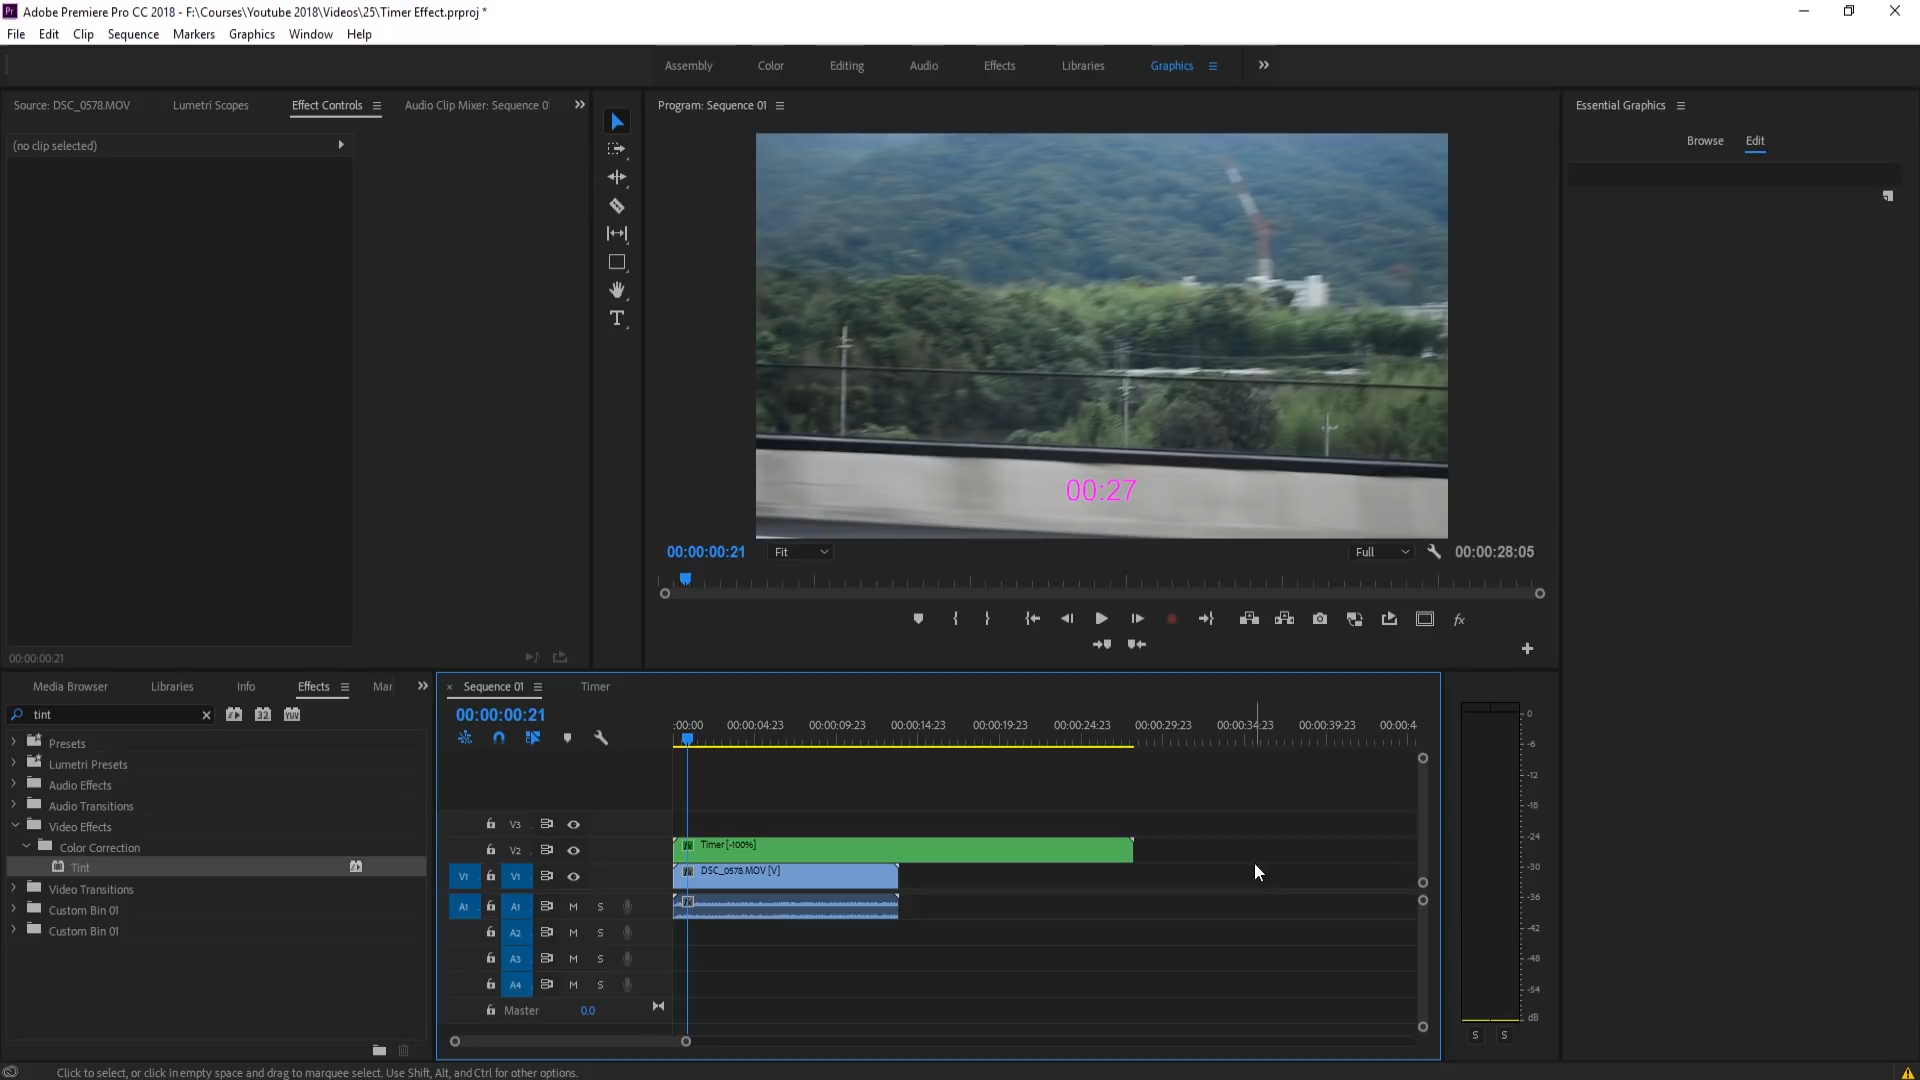 Adobe Premiere Pro CC 2018 - F:\Courses\Youtube 2018\Videos\25\Timer Effect.prproj *
File Edit Clip Sequence Markers Graphics Window Help
Assembly Color Editing Audio Effects Libraries Graphics
Source: DSC_0578.MOV Lumetri Scopes Effect Controls Audio Clip Mixer: Sequence 0
(no clip selected)
00:00:00:21
Program: Sequence 01
00:27
00:00:00:21 Fit Full 00:00:28:05
Essential Graphics
Browse Edit
Media Browser Libraries Info Effects Mar
tint
Presets
Lumetri Presets
Audio Effects
Audio Transitions
Video Effects
Color Correction
Tint
Video Transitions
Custom Bin 01
Custom Bin 01
Sequence 01 Timer
00:00:00:21
:00:00 00:00:04:23 00:00:09:23 00:00:14:23 00:00:19:23 00:00:24:23 00:00:29:23 00:00:34:23 00:00:39:23 00:00:4
V3
V2 Timer [-100%]
V1 V1 DSC_0578.MOV [V]
A1 A1 M S
A2 M S
A3 M S
A4 M S
Master 0.0
0
-6
-12
-18
-24
-30
-36
-42
-48
-54
dB
S S
Click to select, or click in empty space and drag to marquee select. Use Shift, Alt, and Ctrl for other options.